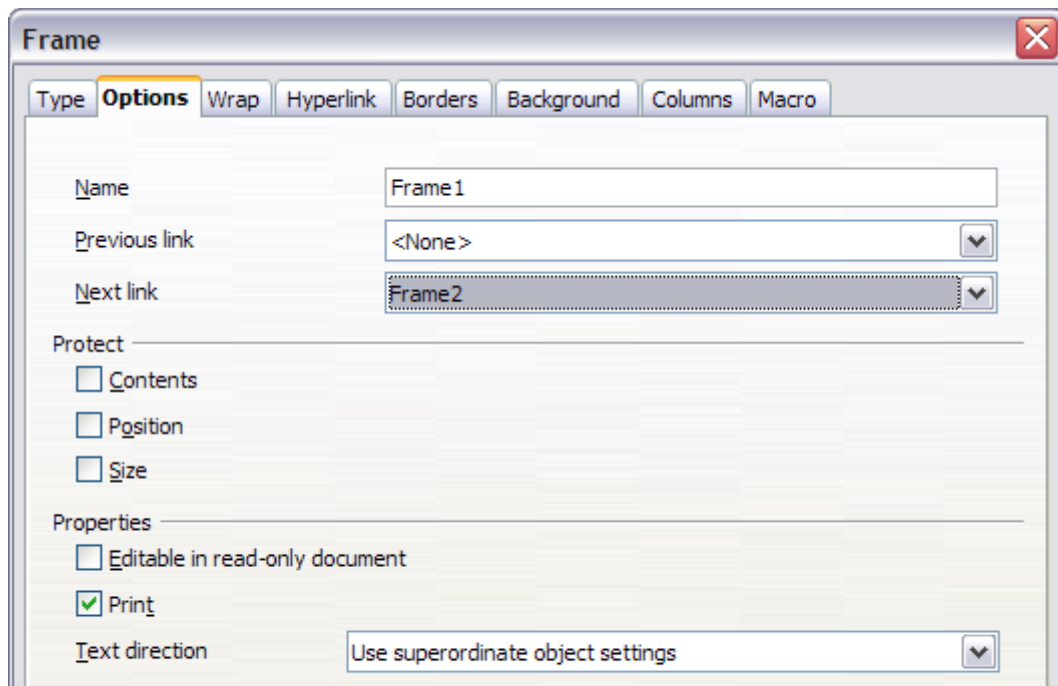 Frame
Type Options Wrap Hyperlink Borders Background Columns Macro
Name Frame1
Previous link <None>
Next link Frame2
Protect
Contents
Position
Size
Properties
Editable in read-only document
Print
Text direction Use superordinate object settings